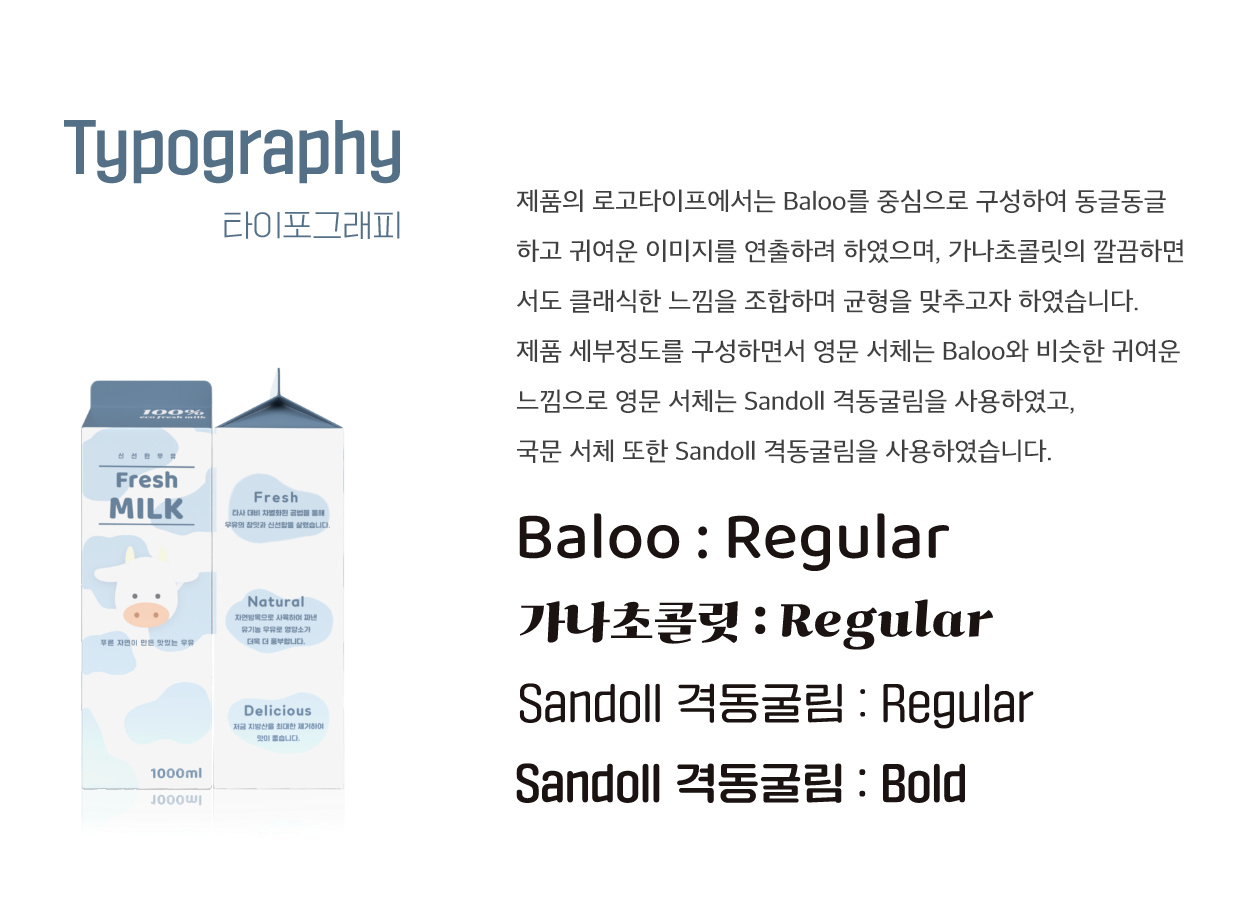 Typography
타이포그래피
제품의 로고타이프에서는 Baloo를 중심으로 구성하여 동글동글
하고 귀여운 이미지를 연출하려 하였으며, 가나초콜릿의 깔끔하면
서도 클래식한 느낌을 조합하며 균형을 맞추고자 하였습니다.
제품 세부정도를 구성하면서 영문 서체는 Baloo와 비슷한 귀여운
느낌으로 영문 서체는 Sandoll 격동굴림을 사용하였고,
국문 서체 또한 Sandoll 격동굴림을 사용하였습니다.
Baloo : Regular
가나초콜릿 : Regular
Sandoll 격동굴림 : Regular
Sandoll 격동굴림 : Bold
100%
eco fresh milk
신선한우유
Fresh
MILK
푸른 자연이 만든 맛있는 우유
1000ml
Fresh
다사 대비 차별화된 공법을 통해
우유의 참맛과 신선함을 살렸습니다.
Natural
자연방목으로 사육하여 짜낸
유기농 우유로 영양소가
더욱 더 풍부합니다.
Delicious
저금 지방산을 최대한 제거하여
맛이 좋습니다.